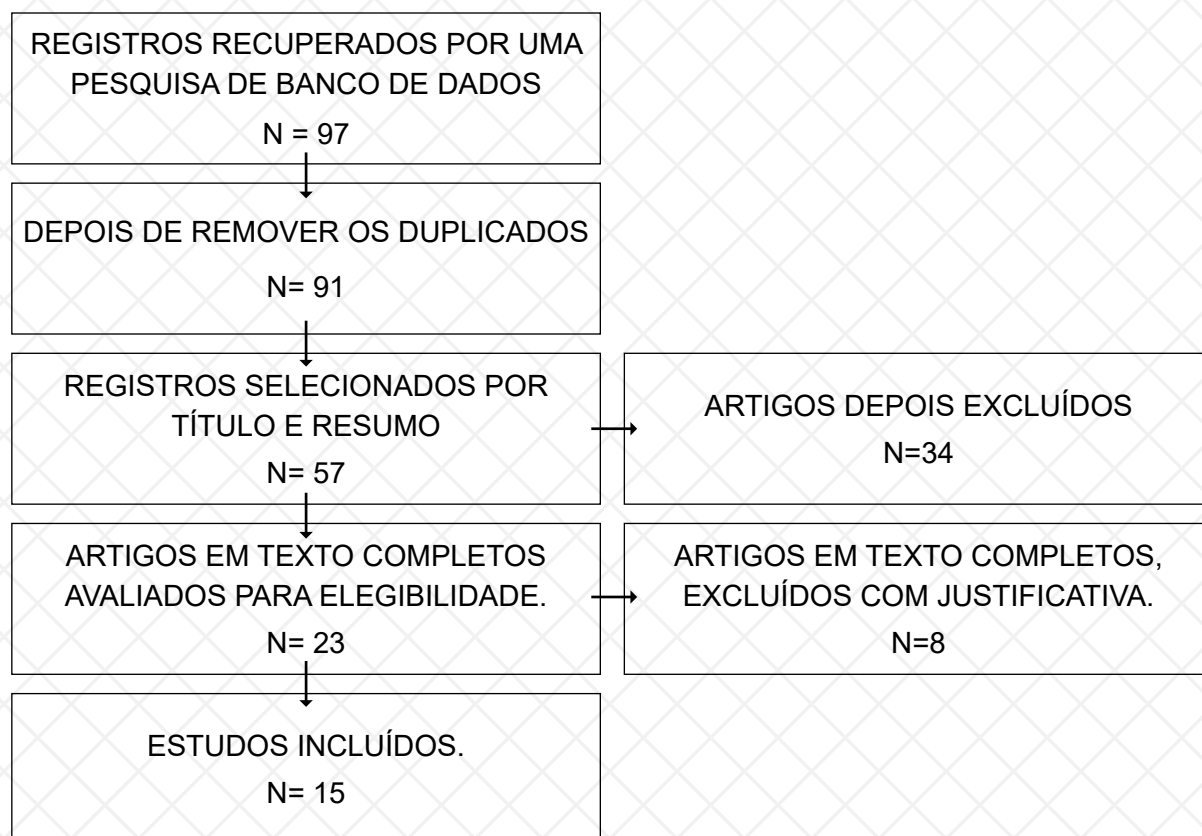 REGISTROS RECUPERADOS POR UMA
PESQUISA DE BANCO DE DADOS
N = 97
DEPOIS DE REMOVER OS DUPLICADOS
N= 91
REGISTROS SELECIONADOS POR
TÍTULO E RESUMO
N= 57
ARTIGOS DEPOIS EXCLUÍDOS
N=34
ARTIGOS EM TEXTO COMPLETOS
AVALIADOS PARA ELEGIBILIDADE.
N= 23
ARTIGOS EM TEXTO COMPLETOS,
EXCLUÍDOS COM JUSTIFICATIVA.
N=8
ESTUDOS INCLUÍDOS.
N= 15